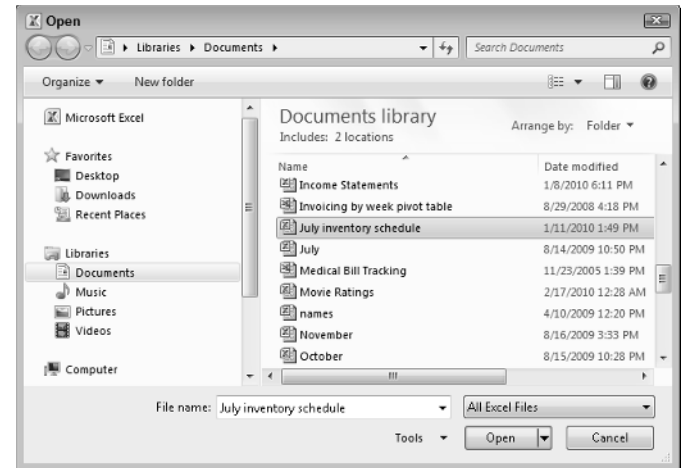 Open
Libraries Documents
Search Documents
Organize New folder
Microsoft Excel
Favorites
Desktop
Downloads
Recent Places
Libraries
Documents
Music
Pictures
Videos
Computer
Documents library
Includes: 2 locations
Arrange by: Folder
Name Date modified
Income Statements 1/8/2010 6:11 PM
Invoicing by week pivot table 8/29/2008 4:18 PM
July inventory schedule 1/11/2010 1:49 PM
July 8/14/2009 10:50 PM
Medical Bill Tracking 11/23/2005 1:39 PM
Movie Ratings 2/17/2010 12:28 AM
names 4/10/2009 12:20 PM
November 8/16/2009 3:33 PM
October 8/15/2009 10:28 PM
File name: July inventory schedule All Excel Files
Tools Open Cancel